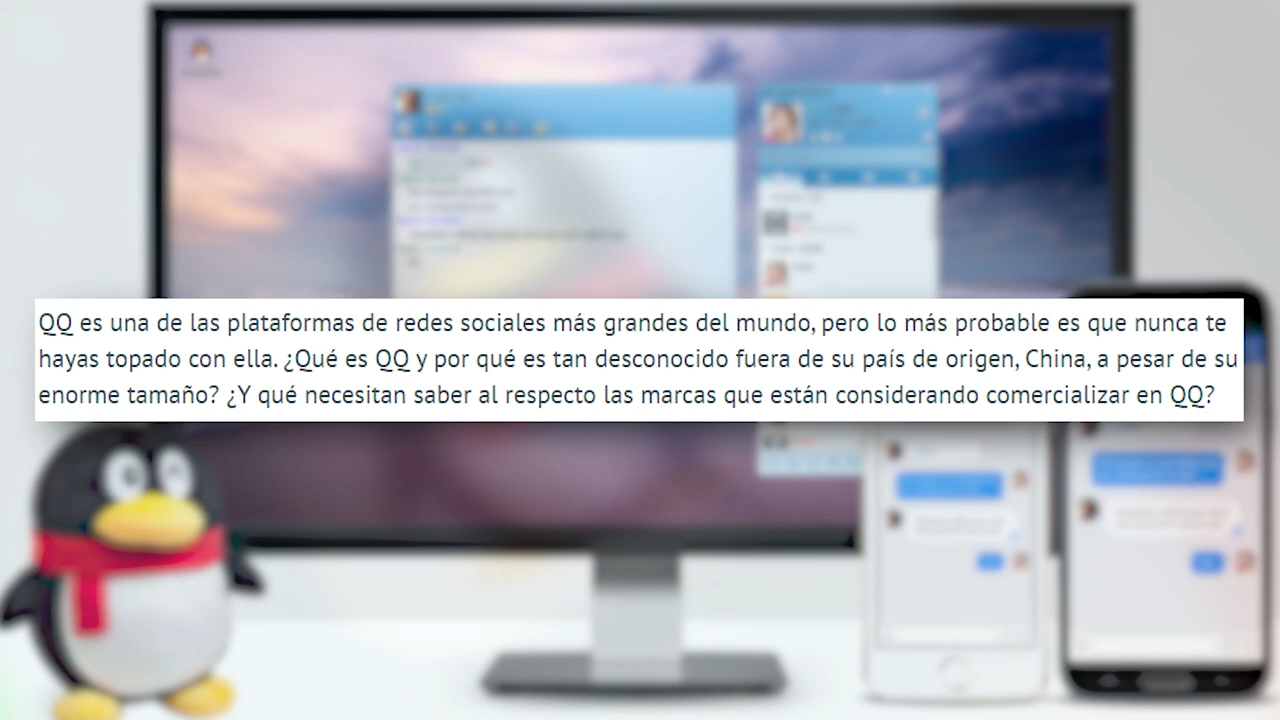 QQ es una de las plataformas de redes sociales más grandes del mundo, pero lo más probable es que nunca te
hayas topado con ella. ¿Qué es QQ y por qué es tan desconocido fuera de su país de origen, China, a pesar de su
enorme tamaño? ¿Y qué necesitan saber al respecto las marcas que están considerando comercializar en QQ?